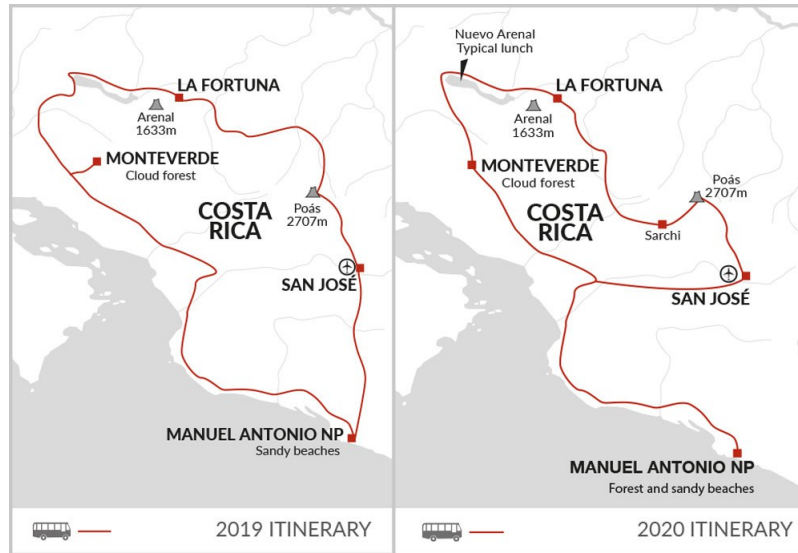 LA FORTUNA
Arenal
1633m
MONTEVERDE
Cloud forest
COSTA
RICA
Poás
2707m
SAN JOSÉ
MANUEL ANTONIO NP
Sandy beaches
2019 ITINERARY
Nuevo Arenal
Typical lunch
LA FORTUNA
Arenal
1633m
MONTEVERDE
Cloud forest
Poás
2707m
COSTA
RICA
Sarchi
SAN JOSÉ
MANUEL ANTONIO NP
Forest and sandy beaches
2020 ITINERARY